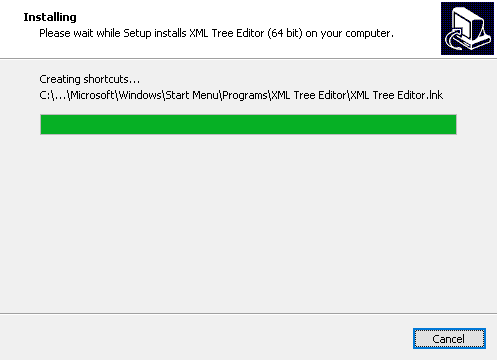 Installing
Please wait while Setup installs XML Tree Editor (64 bit) on your computer.
Creating shortcuts...
C:\...\Microsoft\Windows\Start Menu\Programs\XML Tree Editor\XML Tree Editor.lnk
Cancel